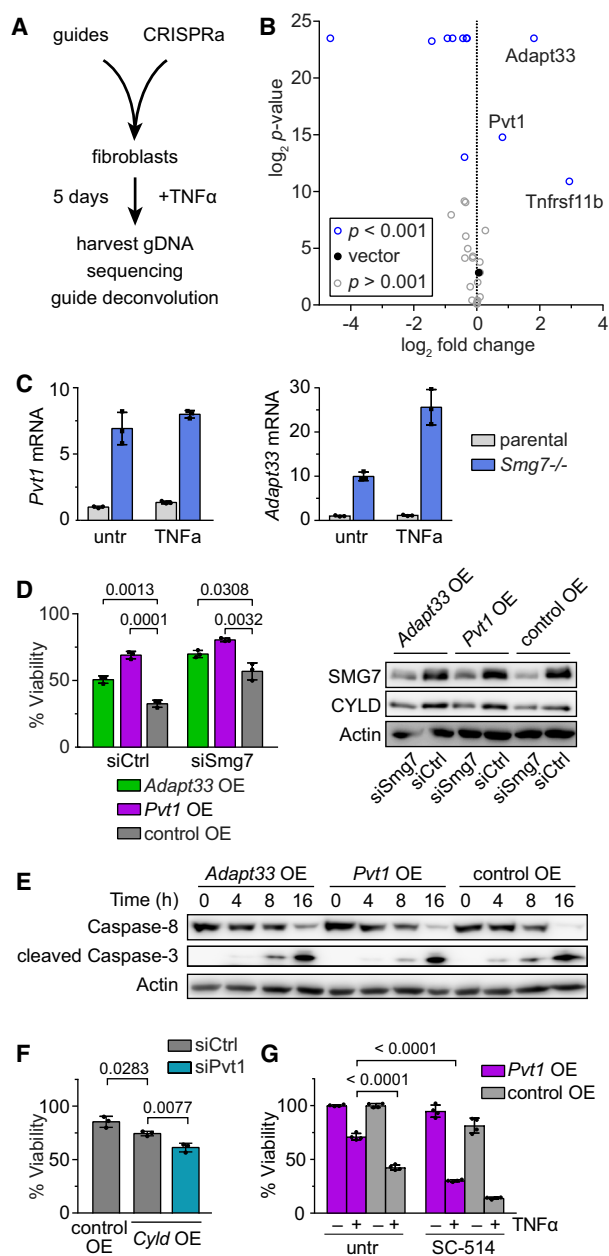 A
guides CRISPRa
fibroblasts
5 days +TNFα
harvest gDNA
sequencing
guide deconvolution
B
log2 p-value
25
20
15
10
5
0
Adapt33
Pvt1
Tnfrsf11b
p < 0.001
vector
p > 0.001
-4 -2 0 2 4
log2 fold change
C
Pvt1 mRNA
10
5
0
untr TNFa
Adapt33 mRNA
30
20
10
0
untr TNFa
parental
Smg7-/-
D
0.0013 0.0308
0.0001 0.0032
% Viability
100
50
0
siCtrl siSmg7
Adapt33 OE
Pvt1 OE
control OE
Adapt33 OE Pvt1 OE control OE
SMG7
CYLD
Actin
siSmg7 siCtrl siSmg7 siCtrl siSmg7 siCtrl
E
Adapt33 OE Pvt1 OE control OE
Time (h) 0 4 8 16 0 4 8 16 0 4 8 16
Caspase-8
cleaved Caspase-3
Actin
F
siCtrl
siPvt1
0.0283
0.0077
% Viability
100
50
0
control OE Cyld OE
G
< 0.0001
< 0.0001
Pvt1 OE
control OE
% Viability
100
50
0
– + – + – + – + TNFα
untr SC-514